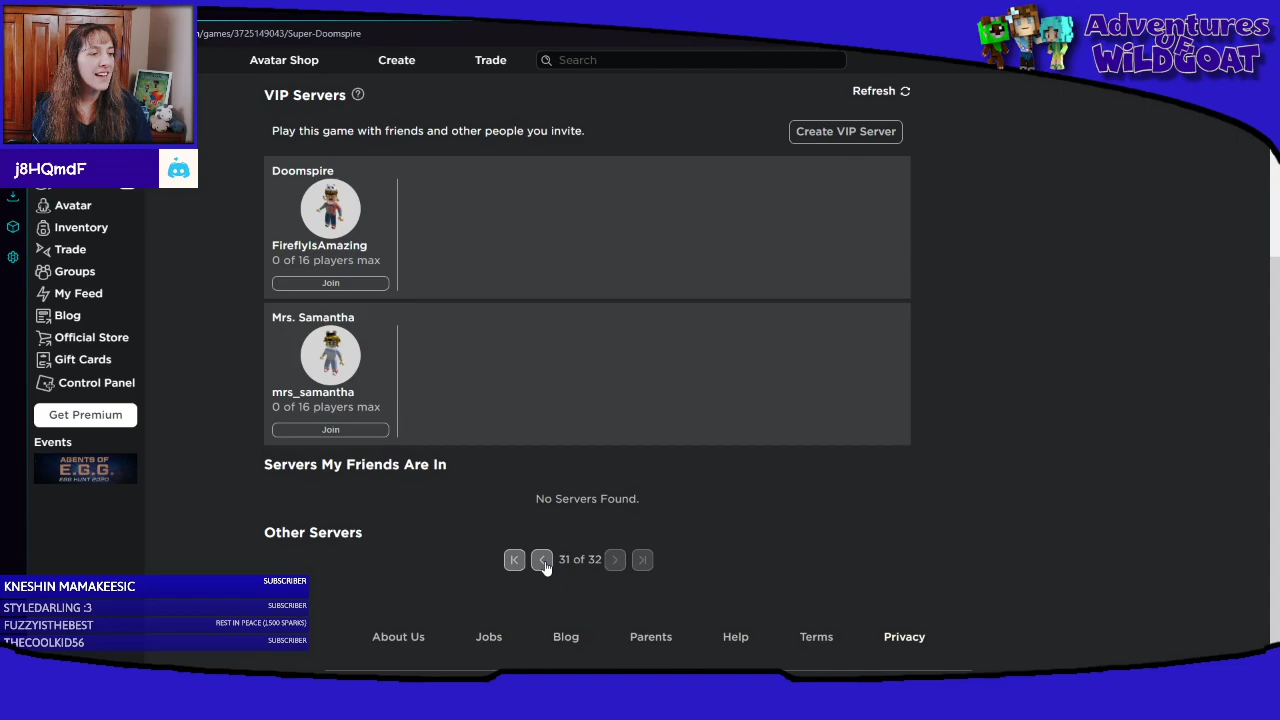 n/games/3725149043/Super-Doomspire
Adventures
OF
WILDGOAT
Avatar Shop
Create
Trade
Search
VIP Servers
Refresh
Play this game with friends and other people you invite.
Create VIP Server
j8HQmdF
Doomspire
FireflyIsAmazing
0 of 16 players max
Join
Mrs. Samantha
mrs_samantha
0 of 16 players max
Join
Avatar
Inventory
Trade
Groups
My Feed
Blog
Official Store
Gift Cards
Control Panel
Get Premium
Events
AGENTS OF
E.G.G.
EGG HUNT 2020
Servers My Friends Are In
No Servers Found.
Other Servers
31 of 32
KNESHIN MAMAKEESIC SUBSCRIBER
STYLEDARLING :3 SUBSCRIBER
FUZZYISTHEBEST REST IN PEACE (1500 SPARKS)
THECOOLKID56 SUBSCRIBER
About Us
Jobs
Blog
Parents
Help
Terms
Privacy